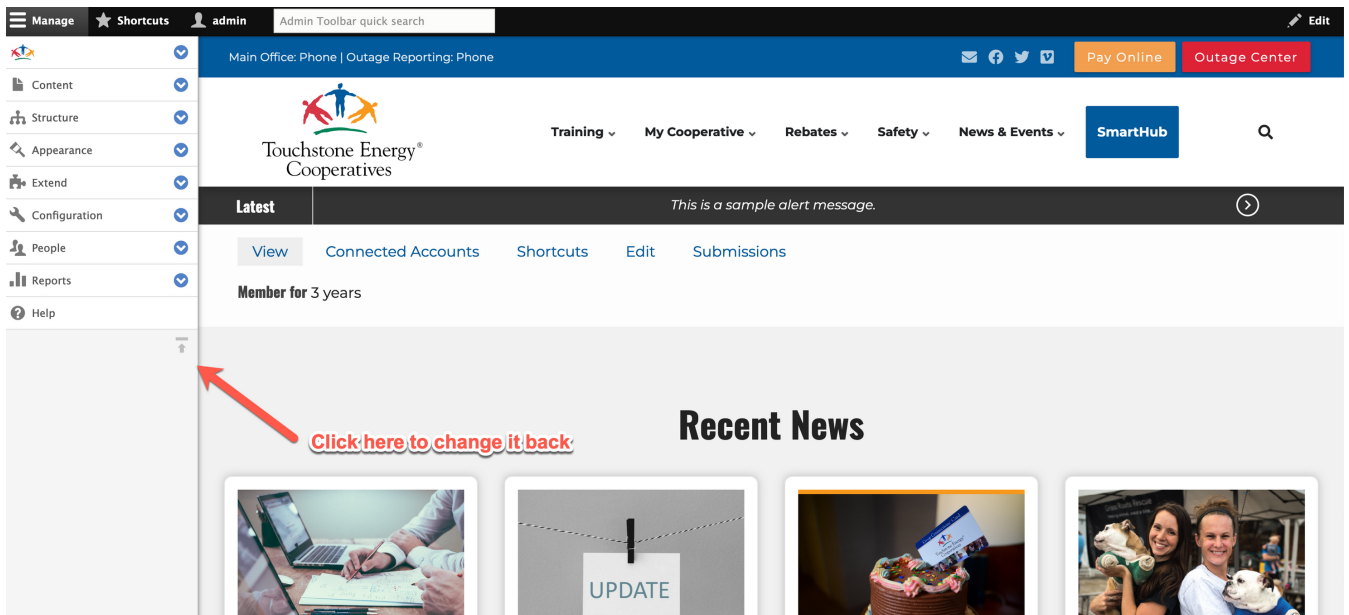 Manage Shortcuts admin Admin Toolbar quick search Edit
Content
Structure
Appearance
Extend
Configuration
People
Reports
Help
Main Office: Phone | Outage Reporting: Phone Pay Online Outage Center
Touchstone Energy®
Cooperatives
Training My Cooperative Rebates Safety News & Events SmartHub
Latest This is a sample alert message.
View Connected Accounts Shortcuts Edit Submissions
Member for 3 years
Click here to change it back
Recent News
UPDATE
Touchstone Energy®
Cooperatives